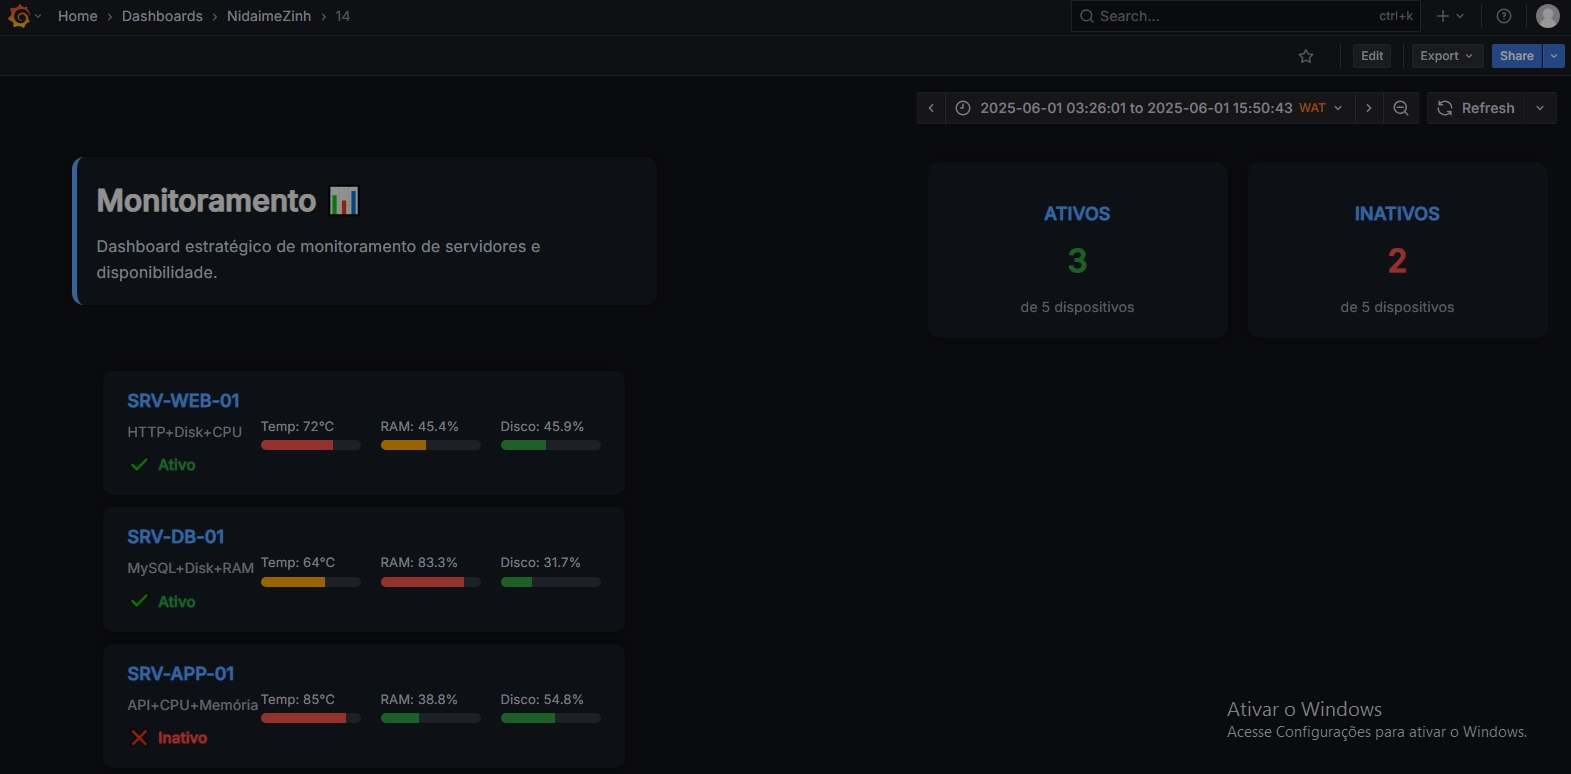 Home > Dashboards > NidaimeZinh > 14
Search... ctrl+k
Edit Export Share
2025-06-01 03:26:01 to 2025-06-01 15:50:43 WAT Refresh
Monitoramento
Dashboard estratégico de monitoramento de servidores e
disponibilidade.
ATIVOS
3
de 5 dispositivos
INATIVOS
2
de 5 dispositivos
SRV-WEB-01
HTTP+Disk+CPU
Temp: 72°C RAM: 45.4% Disco: 45.9%
Ativo
SRV-DB-01
MySQL+Disk+RAM
Temp: 64°C RAM: 83.3% Disco: 31.7%
Ativo
SRV-APP-01
API+CPU+Memória
Temp: 85°C RAM: 38.8% Disco: 54.8%
Inativo
Ativar o Windows
Acesse Configurações para ativar o Windows.